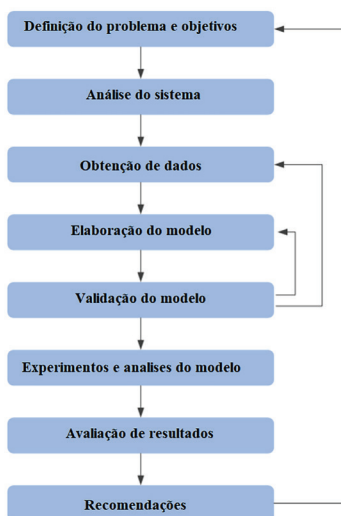 Definição do problema e objetivos
Análise do sistema
Obtenção de dados
Elaboração do modelo
Validação do modelo
Experimentos e analises do modelo
Avaliação de resultados
Recomendações